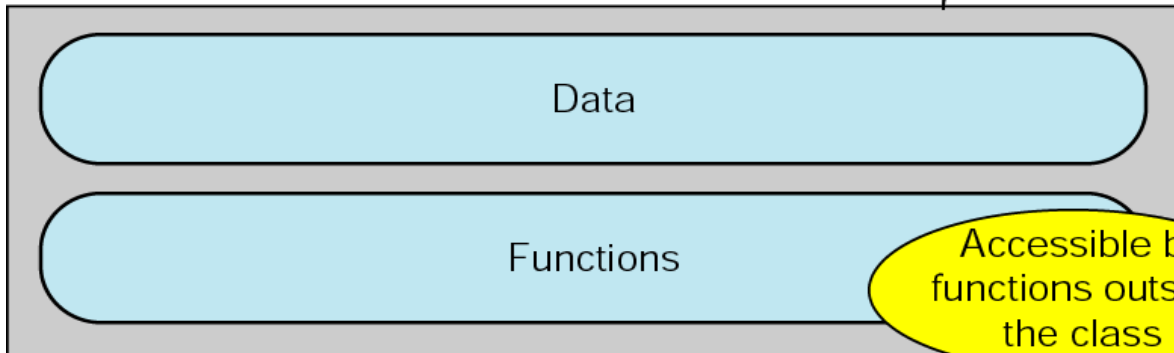 Data
Functions
Accessible
functions
the class